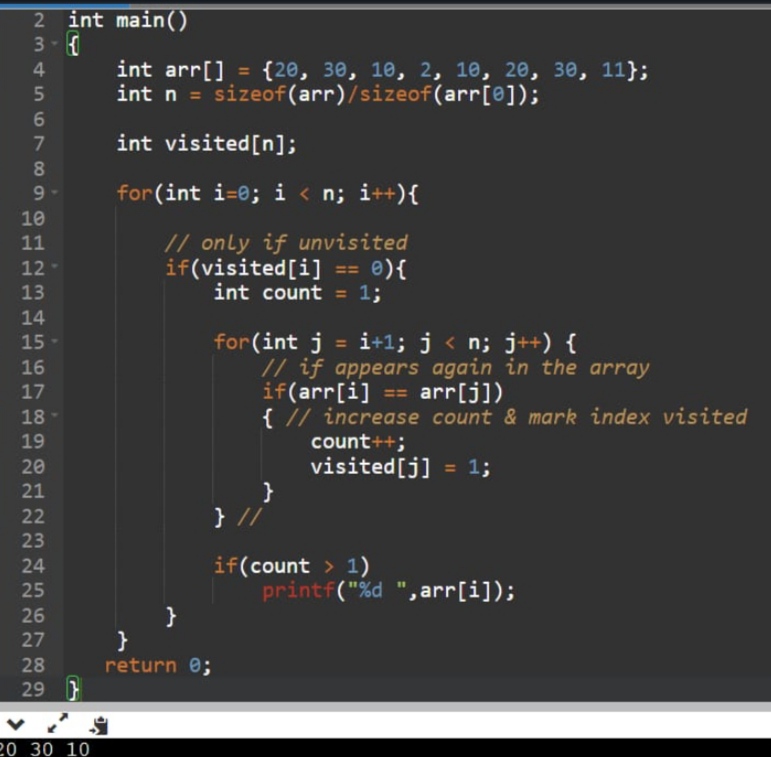 2 int main()
3 {
4 int arr[] = {20, 30, 10, 2, 10, 20, 30, 11};
5 int n = sizeof(arr)/sizeof(arr[0]);
6
7 int visited[n];
8
9 for(int i=0; i < n; i++){
10
11 // only if unvisited
12 if(visited[i] == 0){
13 int count = 1;
14
15 for(int j = i+1; j < n; j++) {
16 // if appears again in the array
17 if(arr[i] == arr[j])
18 { // increase count & mark index visited
19 count++;
20 visited[j] = 1;
21 }
22 } //
23
24 if(count > 1)
25 printf("%d ",arr[i]);
26 }
27 }
28 return 0;
29 }
20 30 10